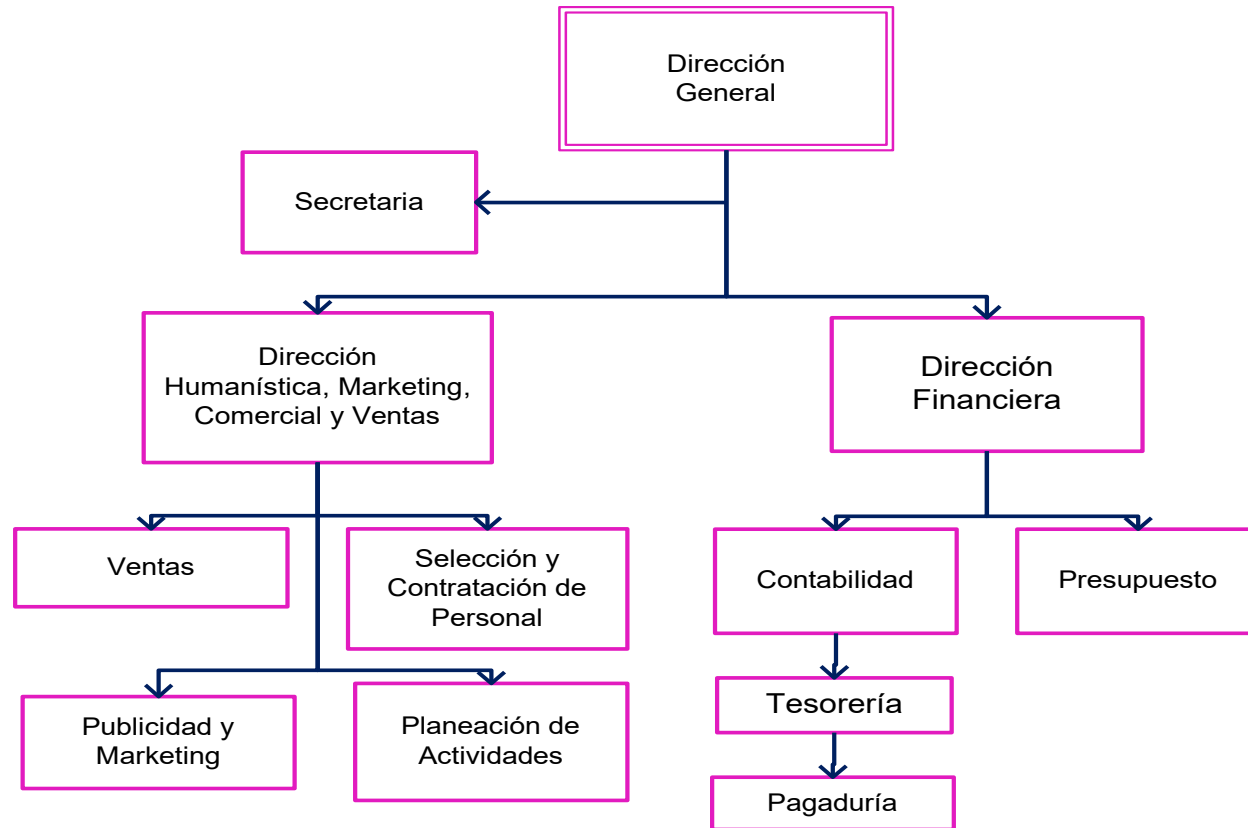 Dirección
General
Secretaria
Dirección
Humanística, Marketing,
Comercial y Ventas
Dirección
Financiera
Ventas
Selección y
Contratación de
Personal
Contabilidad
Presupuesto
Publicidad y
Marketing
Planeación de
Actividades
Tesorería
Pagaduría